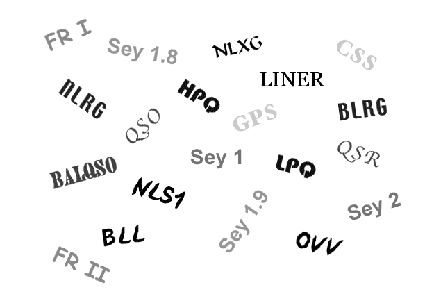 FR I
Sey 1.8
NLXG
CSS
NLRG
HPQ
LINER
QSO
GPS
BLRG
BALQSO
Sey 1
LPQ
QSR
NLS1
Sey 1.9
Sey 2
BLL
OVV
FR II